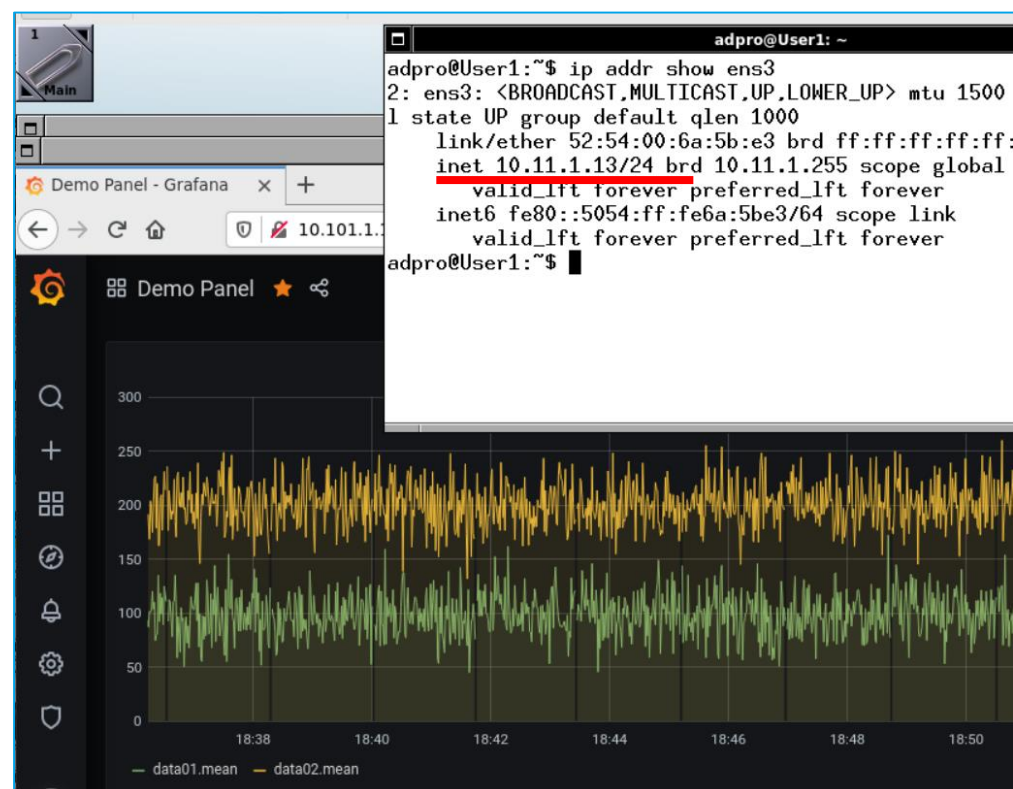 1
Main
adpro@User1: ~
adpro@User1:~$ ip addr show ens3
2: ens3: <BROADCAST,MULTICAST,UP,LOWER_UP> mtu 1500
l state UP group default qlen 1000
link/ether 52:54:00:6a:5b:e3 brd ff:ff:ff:ff:ff:
inet 10.11.1.13/24 brd 10.11.1.255 scope global
valid_lft forever preferred_lft forever
inet6 fe80::5054:ff:fe6a:5be3/64 scope link
valid_lft forever preferred_lft forever
adpro@User1:~$
Demo Panel - Grafana × +
10.101.1.1
Demo Panel
300
250
200
150
100
50
0
18:38 18:40 18:42 18:44 18:46 18:48 18:50
data01.mean data02.mean